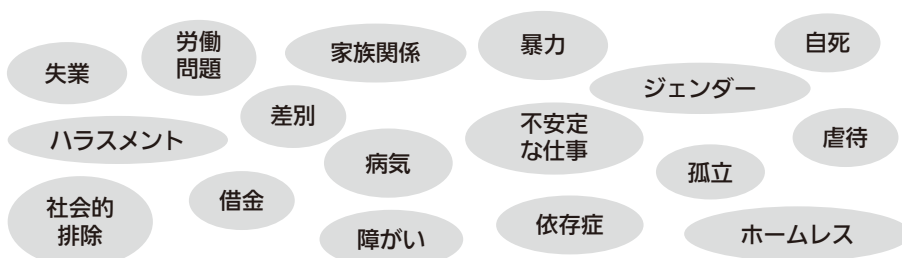 失業
労働
問題
家族関係
暴力
自死
ジェンダー
ハラスメント
差別
病気
不安定
な仕事
孤立
虐待
社会的
排除
借金
障がい
依存症
ホームレス